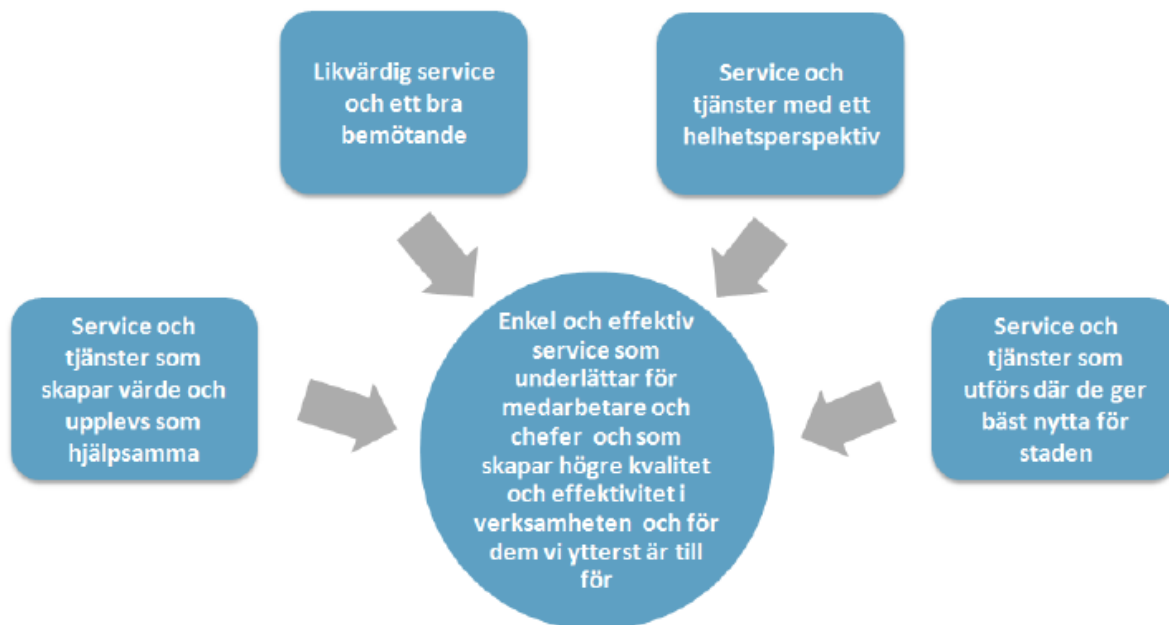 Likvärdig service
och ett bra
bemötande
Service och
tjänster med ett
helhetsperspektiv
Service och
tjänster som
skapar värde och
upplevs som
hjälpsamma
Enkel och effektiv
service som
underlättar för
medarbetare och
chefer och som
skapar högre kvalitet
och effektivitet i
verksamheten och för
dem vi ytterst är till
för
Service och
tjänster som
utförs där de ger
bäst nytta för
staden